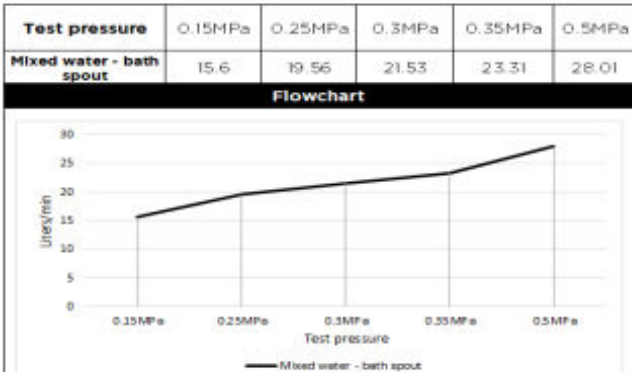 Test pressure 0.15MPa 0.25MPa 0.3MPa 0.35MPa 0.5MPa
Mixed water - bath spout 15.6 19.56 21.53 23.31 28.01
Flowchart
30
25
20
15
10
5
0
Liters/min
0.15MPa 0.25MPa 0.3MPa 0.35MPa 0.5MPa
Test pressure
Mixed water - bath spout